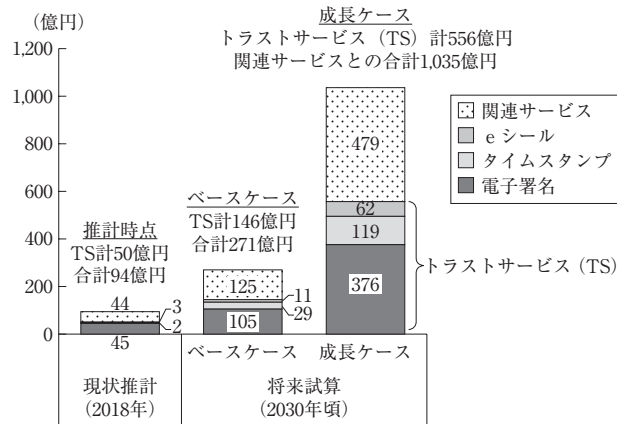 （億円）
1,200
1,000
800
600
400
200
0
成長ケース
トラストサービス（TS）計556億円
関連サービスとの合計1,035億円
関連サービス
eシール
タイムスタンプ
電子署名
479
62
119
376
トラストサービス（TS）
ベースケース
TS計146億円
合計271億円
125
11
29
105
推計時点
TS計50億円
合計94億円
44
3
2
45
ベースケース 成長ケース
現状推計
（2018年）
将来試算
（2030年頃）